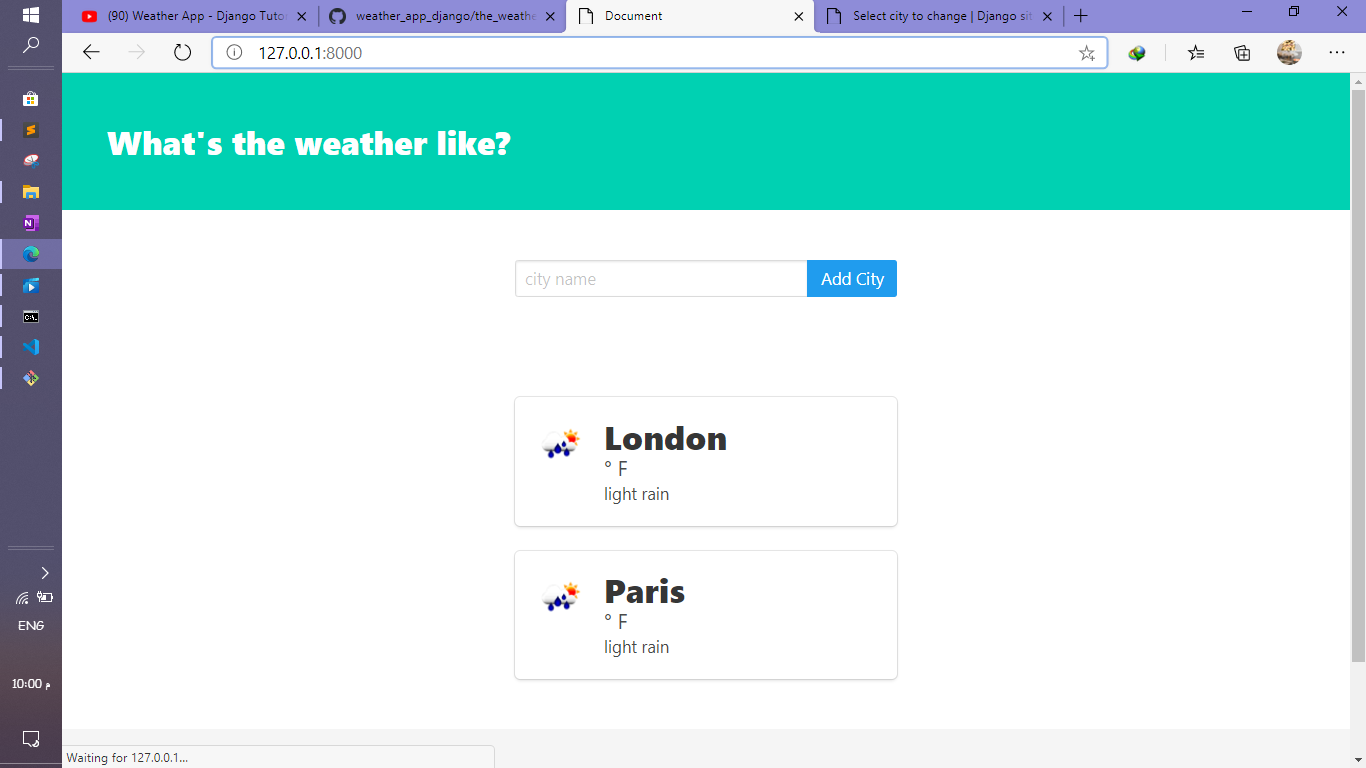 (90) Weather App - Django Tuto
weather_app_django/the_weathe
Document
Select city to change | Django sit
127.0.0.1:8000
What's the weather like?
city name
Add City
London
° F
light rain
Paris
° F
light rain
ENG
10:00 م
Waiting for 127.0.0.1...